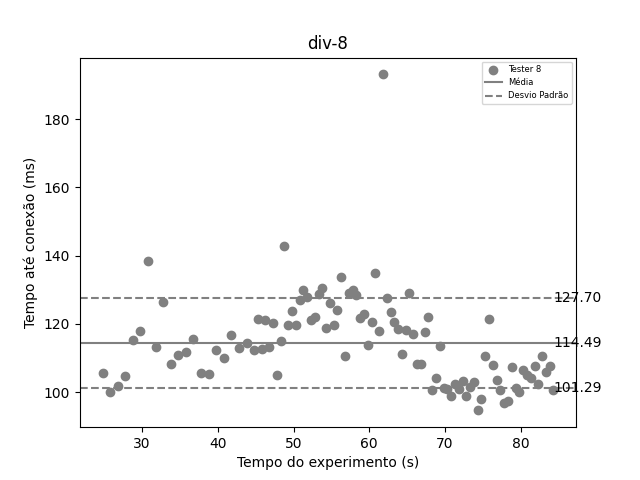 div-8
Tempo até conexão (ms)
180
160
140
120
100
Tester 8
Média
Desvio Padrão
127.70
114.49
101.29
30 40 50 60 70 80
Tempo do experimento (s)